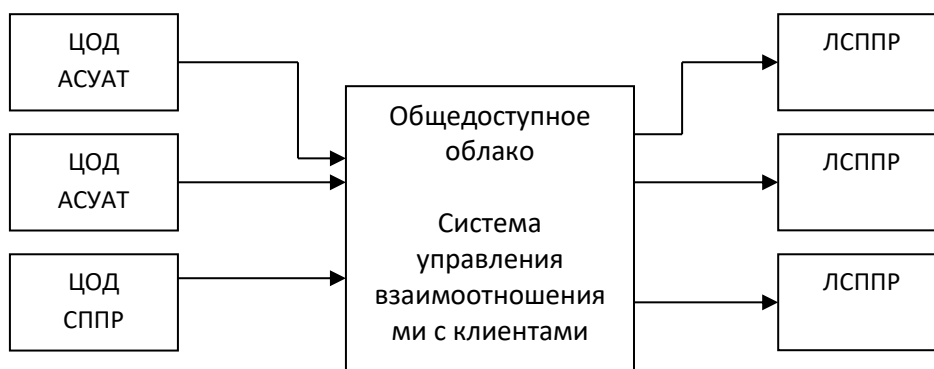 ЦОД
АСУАТ
ЦОД
АСУАТ
ЦОД
СППР
Общедоступное
облако
Система
управления
взаимоотношения
ми с клиентами
ЛСППР
ЛСППР
ЛСППР